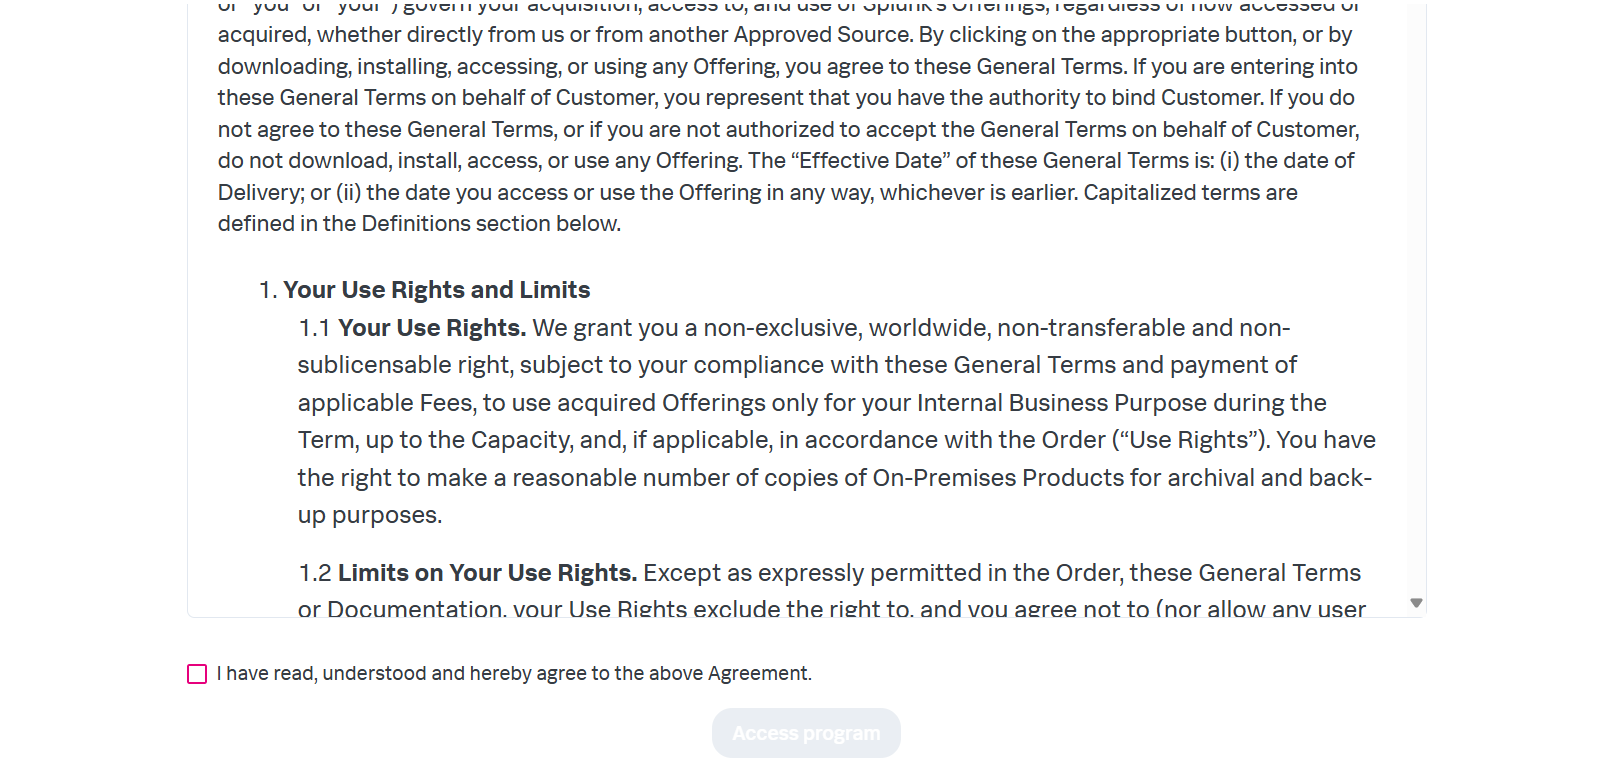 or “you” or “your”) govern your acquisition, access to, and use of Splunk’s Offerings, regardless of how accessed or
acquired, whether directly from us or from another Approved Source. By clicking on the appropriate button, or by
downloading, installing, accessing, or using any Offering, you agree to these General Terms. If you are entering into
these General Terms on behalf of Customer, you represent that you have the authority to bind Customer. If you do
not agree to these General Terms, or if you are not authorized to accept the General Terms on behalf of Customer,
do not download, install, access, or use any Offering. The “Effective Date” of these General Terms is: (i) the date of
Delivery; or (ii) the date you access or use the Offering in any way, whichever is earlier. Capitalized terms are
defined in the Definitions section below.
1. Your Use Rights and Limits
1.1 Your Use Rights. We grant you a non-exclusive, worldwide, non-transferable and non-
sublicensable right, subject to your compliance with these General Terms and payment of
applicable Fees, to use acquired Offerings only for your Internal Business Purpose during the
Term, up to the Capacity, and, if applicable, in accordance with the Order (“Use Rights”). You have
the right to make a reasonable number of copies of On-Premises Products for archival and back-
up purposes.
1.2 Limits on Your Use Rights. Except as expressly permitted in the Order, these General Terms
or Documentation, your Use Rights exclude the right to, and you agree not to (nor allow any user
I have read, understood and hereby agree to the above Agreement.
Access program